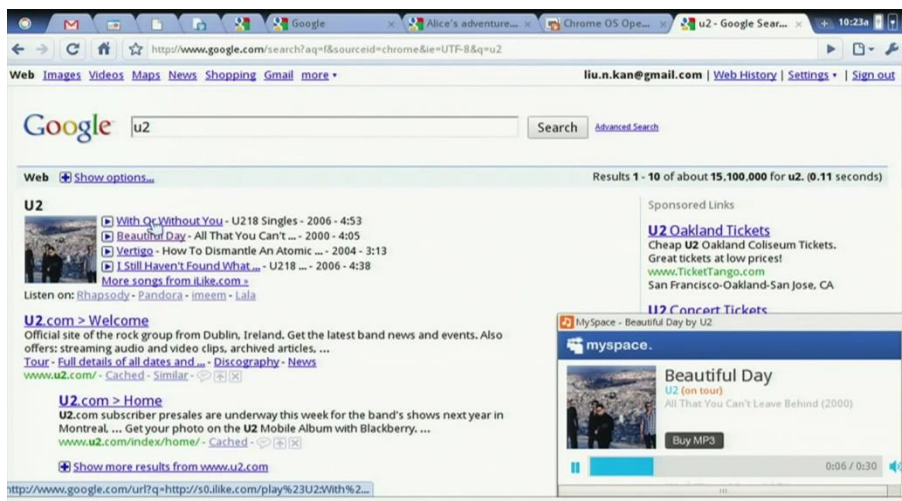 Google
Alice's adventure...
Chrome OS Ope...
u2 - Google Sear...
10:23a
http://www.google.com/search?aq=f&sourceid=chrome&ie=UTF-8&q=u2
Web Images Videos Maps News Shopping Gmail more
liu.n.kan@gmail.com | Web History | Settings | Sign out
Google
u2
Search
Advanced Search
Web Show options...
Results 1 - 10 of about 15,100,000 for u2. (0.11 seconds)
U2
With Or Without You - U218 Singles - 2006 - 4:53
Beautiful Day - All That You Can't ... - 2000 - 4:05
Vertigo - How To Dismantle An Atomic ... - 2004 - 3:13
I Still Haven't Found What ... - U218 ... - 2006 - 4:38
More songs from iLike.com »
Listen on: Rhapsody - Pandora - imeem - Lala
U2.com > Welcome
Official site of the rock group from Dublin, Ireland. Get the latest band news and events. Also
offers: streaming audio and video clips, archived articles, ...
Tour - Full details of all dates and ... - Discography - News
www.u2.com/ - Cached - Similar -
U2.com > Home
U2.com subscriber presales are underway this week for the band's shows next year in
Montreal. ... Get your photo on the U2 Mobile Album with Blackberry. ...
www.u2.com/index/home/ - Cached -
Show more results from www.u2.com
http://www.google.com/url?q=http://s0.ilike.com/play%23U2:With%2...
Sponsored Links
U2 Oakland Tickets
Cheap U2 Oakland Coliseum Tickets.
Great tickets at low prices!
www.TicketTango.com
San Francisco-Oakland-San Jose, CA
U2 Concert Tickets
MySpace - Beautiful Day by U2
myspace.
Beautiful Day
U2 (on tour)
All That You Can't Leave Behind (2000)
Buy MP3
0:06 / 0:30